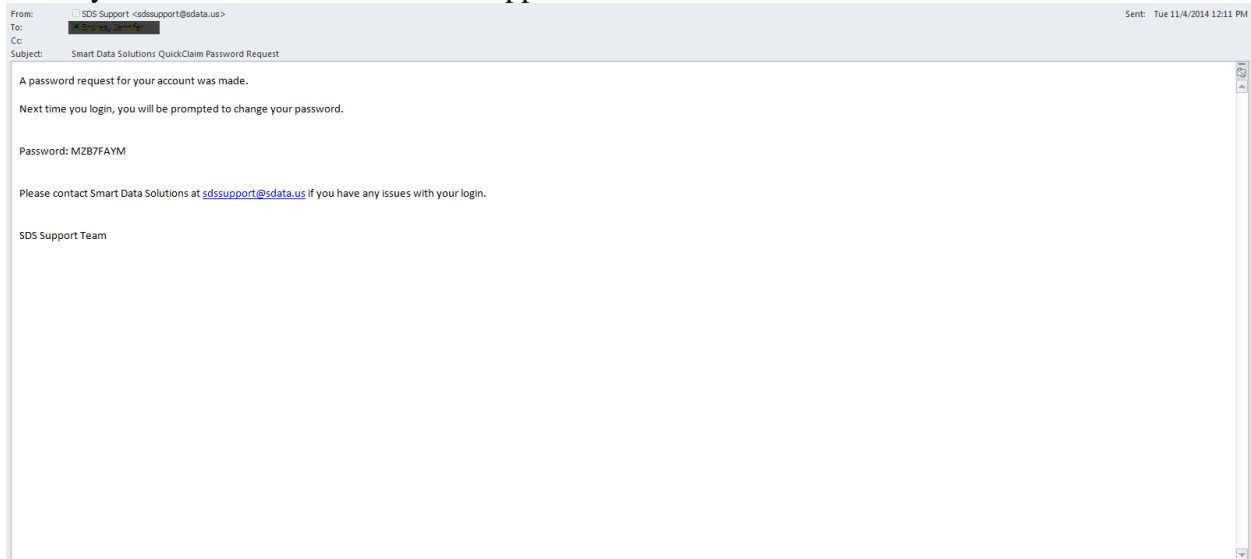 From: SDS Support <sdssupport@sdata.us> Sent: Tue 11/4/2014 12:11 PM
To:
Cc:
Subject: Smart Data Solutions QuickClaim Password Request
A password request for your account was made.
Next time you login, you will be prompted to change your password.
Password: MZB7FAYM
Please contact Smart Data Solutions at sdssupport@sdata.us if you have any issues with your login.
SDS Support Team